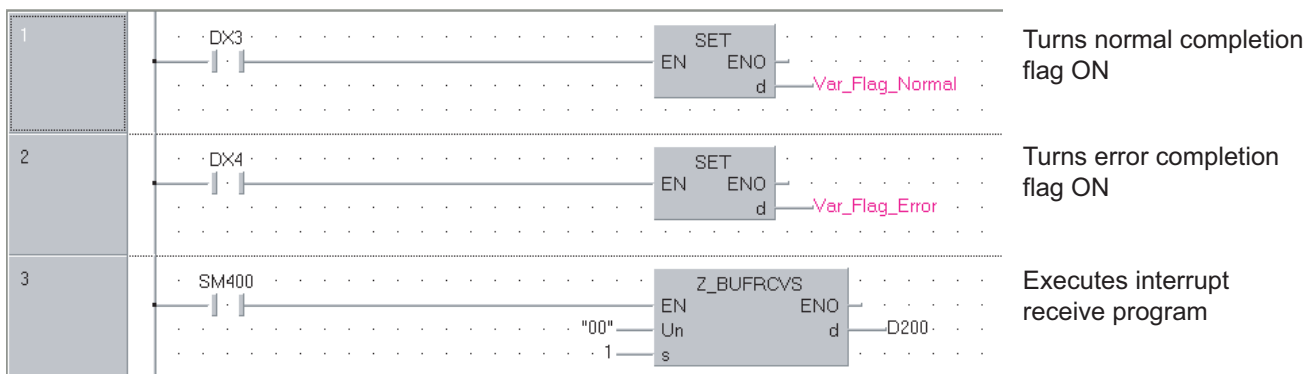 1
DX3
SET
EN ENO
d
Var_Flag_Normal
Turns normal completion
flag ON
2
DX4
SET
EN ENO
d
Var_Flag_Error
Turns error completion
flag ON
3
SM400
Z_BUFRCVS
EN ENO
"00" Un d D200
1 s
Executes interrupt
receive program